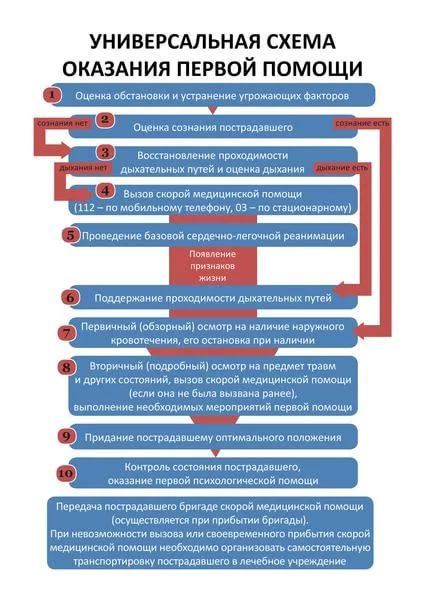 УНИВЕРСАЛЬНАЯ СХЕМА
ОКАЗАНИЯ ПЕРВОЙ ПОМОЩИ
1 Оценка обстановки и устранение угрожающих факторов
сознания нет
2
сознание есть
Оценка сознания пострадавшего
3 Восстановление проходимости
дыхательных путей и оценка дыхания
дыхания нет
дыхание есть
4 Вызов скорой медицинской помощи
(112 – по мобильному телефону, 03 – по стационарному)
5 Проведение базовой сердечно-легочной реанимации
Появление
признаков
жизни
6 Поддержание проходимости дыхательных путей
7 Первичный (обзорный) осмотр на наличие наружного
кровотечения, его остановка при наличии
8 Вторичный (подробный) осмотр на предмет травм
и других состояний, вызов скорой медицинской помощи
(если она не была вызвана ранее),
выполнение необходимых мероприятий первой помощи
9 Придание пострадавшему оптимального положения
10 Контроль состояния пострадавшего,
оказание первой психологической помощи
Передача пострадавшего бригаде скорой медицинской помощи
(осуществляется при прибытии бригады).
При невозможности вызова или своевременного прибытия скорой
медицинской помощи необходимо организовать самостоятельную
транспортировку пострадавшего в лечебное учреждение